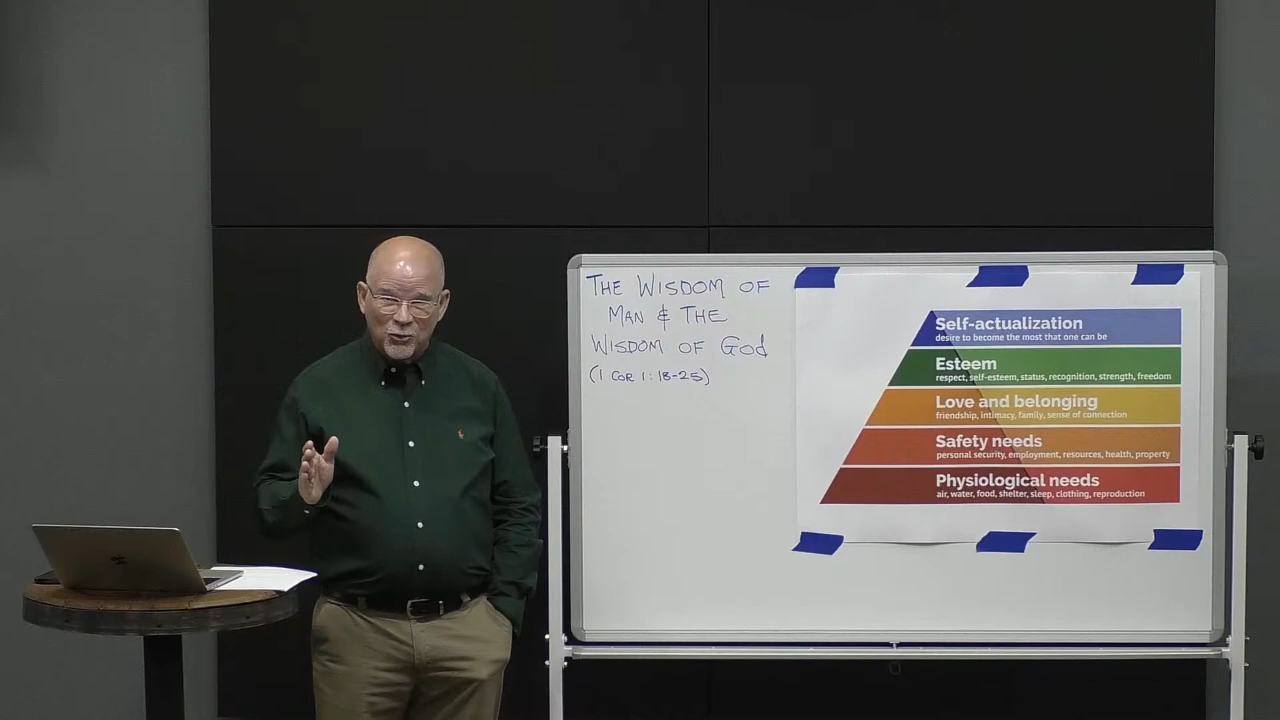 THE WISDOM OF
MAN & THE
WISDOM OF GOD
(1 COR 1:18-25)
Self-actualization
desire to become the most that one can be
Esteem
respect, self-esteem, status, recognition, strength, freedom
Love and belonging
friendship, intimacy, family, sense of connection
Safety needs
personal security, employment, resources, health, property
Physiological needs
air, water, food, shelter, sleep, clothing, reproduction